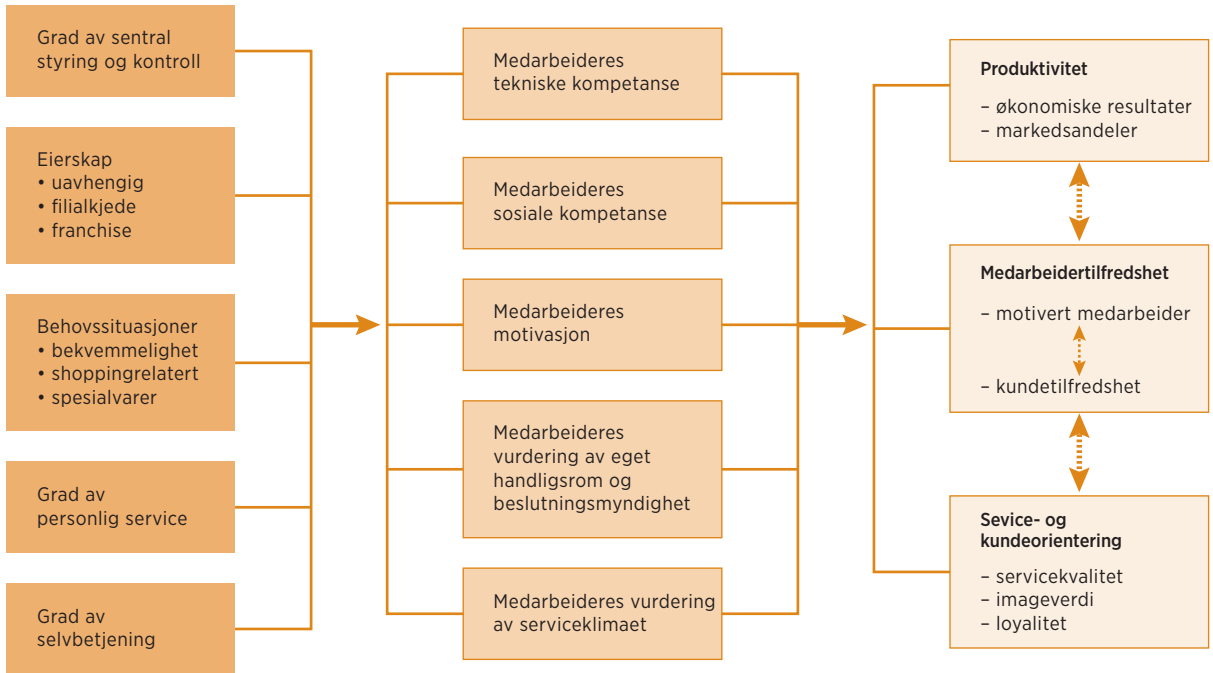 Grad av sentral
styring og kontroll
Eierskap
• uavhengig
• filialkjede
• franchise
Behovssituasjoner
• bekvemmelighet
• shoppingrelatert
• spesialvarer
Grad av
personlig service
Grad av
selvbetjening
Medarbeideres
tekniske kompetanse
Medarbeideres
sosiale kompetanse
Medarbeideres
motivasjon
Medarbeideres
vurdering av eget
handligsrom og
beslutningsmyndighet
Medarbeideres vurdering
av serviceklimaet
Produktivitet
– økonomiske resultater
– markedsandeler
Medarbeidertilfredshet
– motivert medarbeider
– kundetilfredshet
Sevice- og
kundeorientering
– servicekvalitet
– imageverdi
– loyalitet